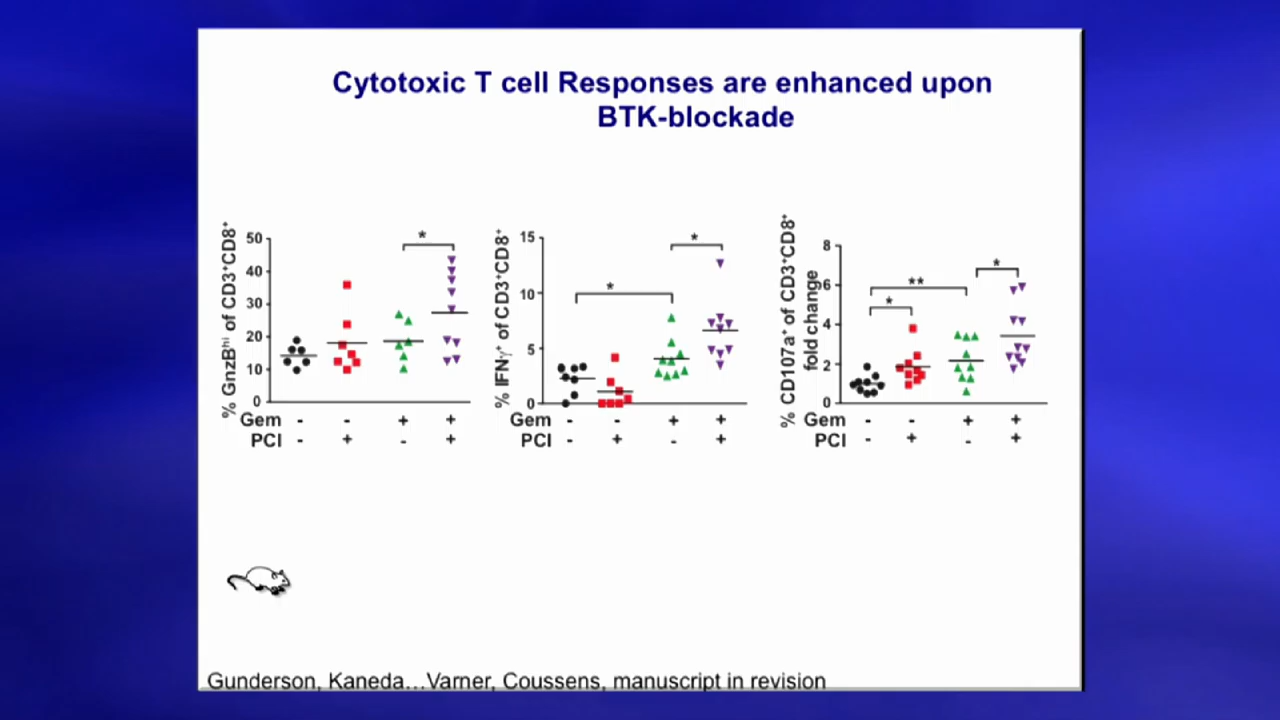 Cytotoxic T cell Responses are enhanced upon
BTK-blockade
% GnzBʰⁱ of CD3⁺CD8⁺
50
40
30
20
10
0
*
Gem - - + +
PCI - + - +
% IFNγ⁺ of CD3⁺CD8⁺
15
10
5
0
*
*
Gem - - + +
PCI - + - +
% CD107a⁺ of CD3⁺CD8⁺
fold change
8
6
4
2
0
*
**
*
Gem - - + +
PCI - + - +
Gunderson, Kaneda...Varner, Coussens, manuscript in revision